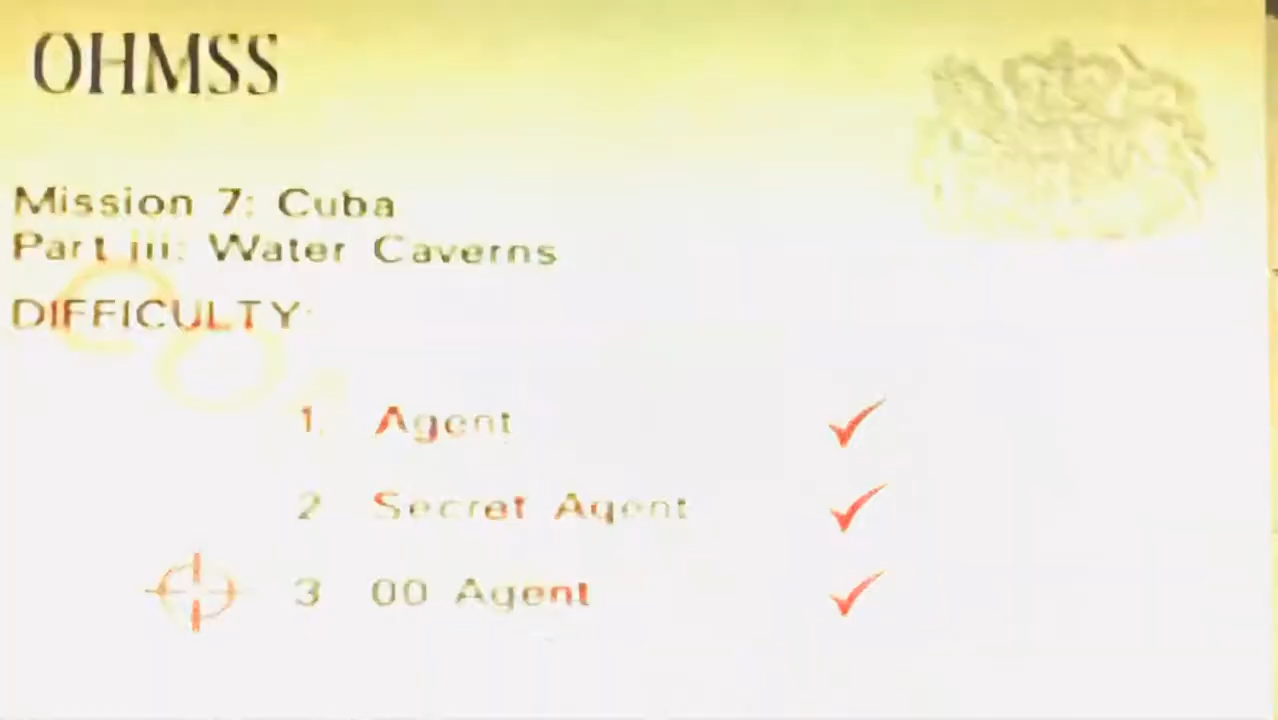 OHMSS
Mission 7: Cuba
Part iii: Water Caverns
DIFFICULTY:
1. Agent
2 Secret Agent
3 00 Agent